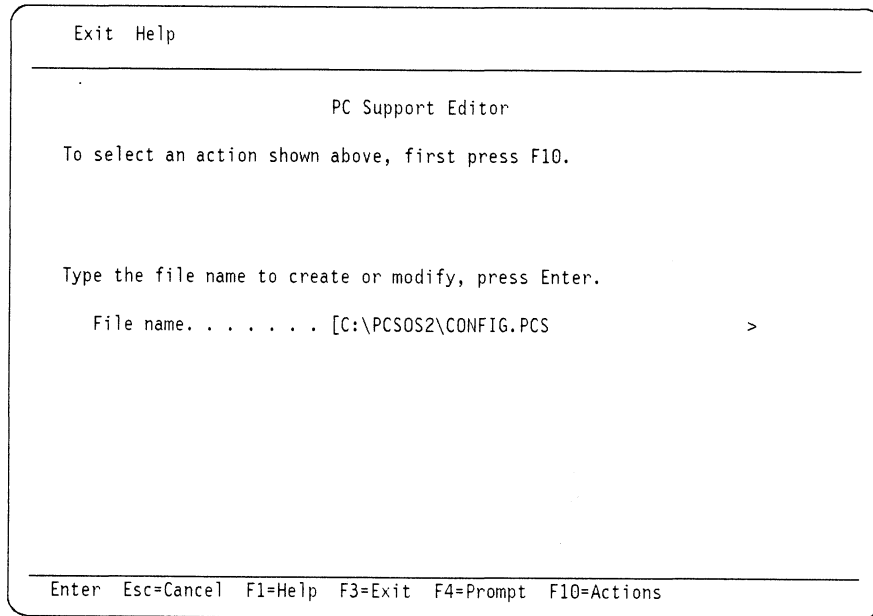 Exit Help
PC Support Editor
To select an action shown above, first press F10.
Type the file name to create or modify, press Enter.
File name. . . . . . . [C:\PCSOS2\CONFIG.PCS >
Enter Esc=Cancel F1=Help F3=Exit F4=Prompt F10=Actions